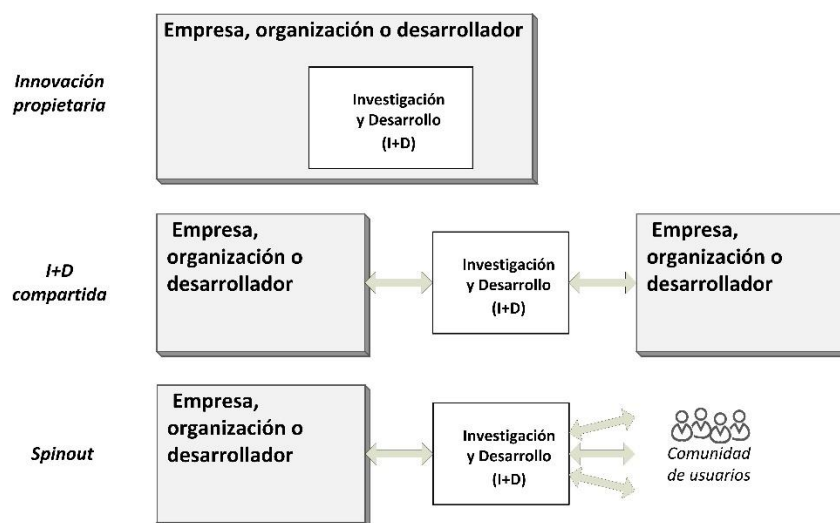 Empresa, organización o desarrollador
Innovación
propietaria
Investigación
y Desarrollo
(I+D)
I+D
compartida
Empresa,
organización o
desarrollador
Investigación
y Desarrollo
(I+D)
Empresa,
organización o
desarrollador
Spinout
Empresa,
organización o
desarrollador
Investigación
y Desarrollo
(I+D)
Comunidad
de usuarios